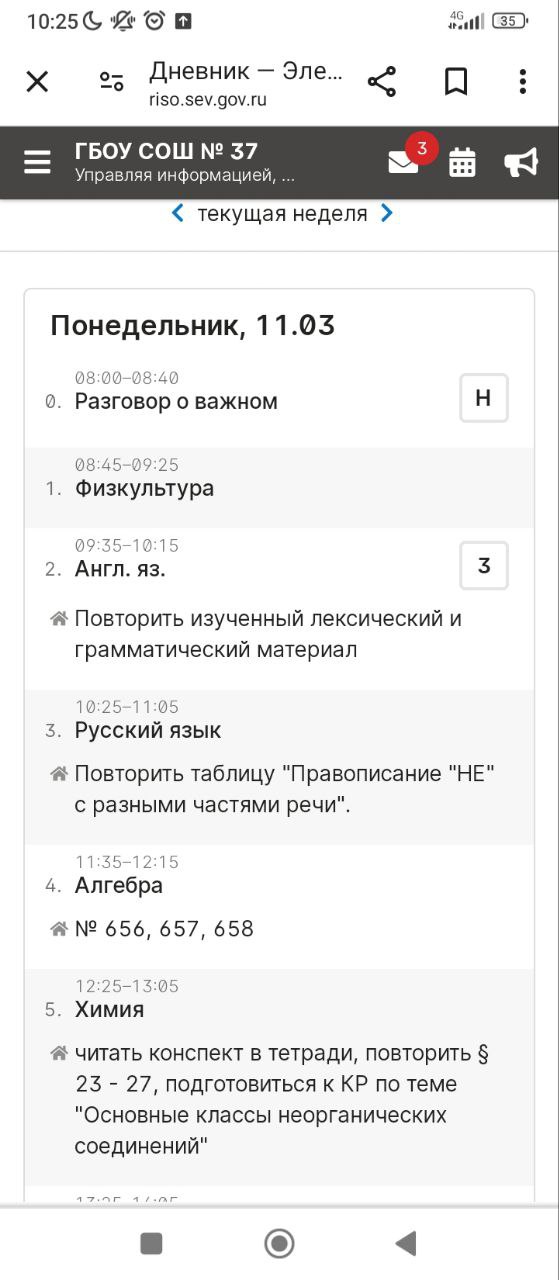 10:25
4G
35
Дневник — Эле...
riso.sev.gov.ru
ГБОУ СОШ № 37
Управляя информацией, ...
3
текущая неделя
Понедельник, 11.03
08:00–08:40
0. Разговор о важном
Н
08:45–09:25
1. Физкультура
09:35–10:15
2. Англ. яз.
3
Повторить изученный лексический и
грамматический материал
10:25–11:05
3. Русский язык
Повторить таблицу "Правописание "НЕ"
с разными частями речи".
11:35–12:15
4. Алгебра
№ 656, 657, 658
12:25–13:05
5. Химия
читать конспект в тетради, повторить §
23 - 27, подготовиться к КР по теме
"Основные классы неорганических
соединений"